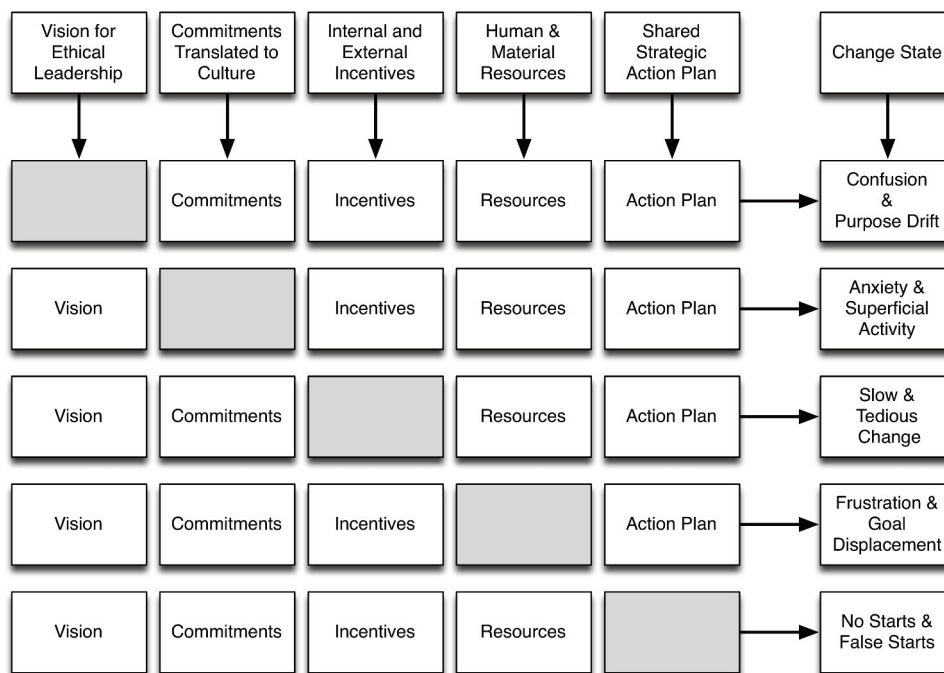 Vision for
Ethical
Leadership
Commitments
Translated to
Culture
Internal and
External
Incentives
Human &
Material
Resources
Shared
Strategic
Action Plan
Change State
Commitments
Incentives
Resources
Action Plan
Confusion
&
Purpose Drift
Vision
Incentives
Resources
Action Plan
Anxiety &
Superficial
Activity
Vision
Commitments
Resources
Action Plan
Slow &
Tedious
Change
Vision
Commitments
Incentives
Action Plan
Frustration &
Goal
Displacement
Vision
Commitments
Incentives
Resources
No Starts &
False Starts